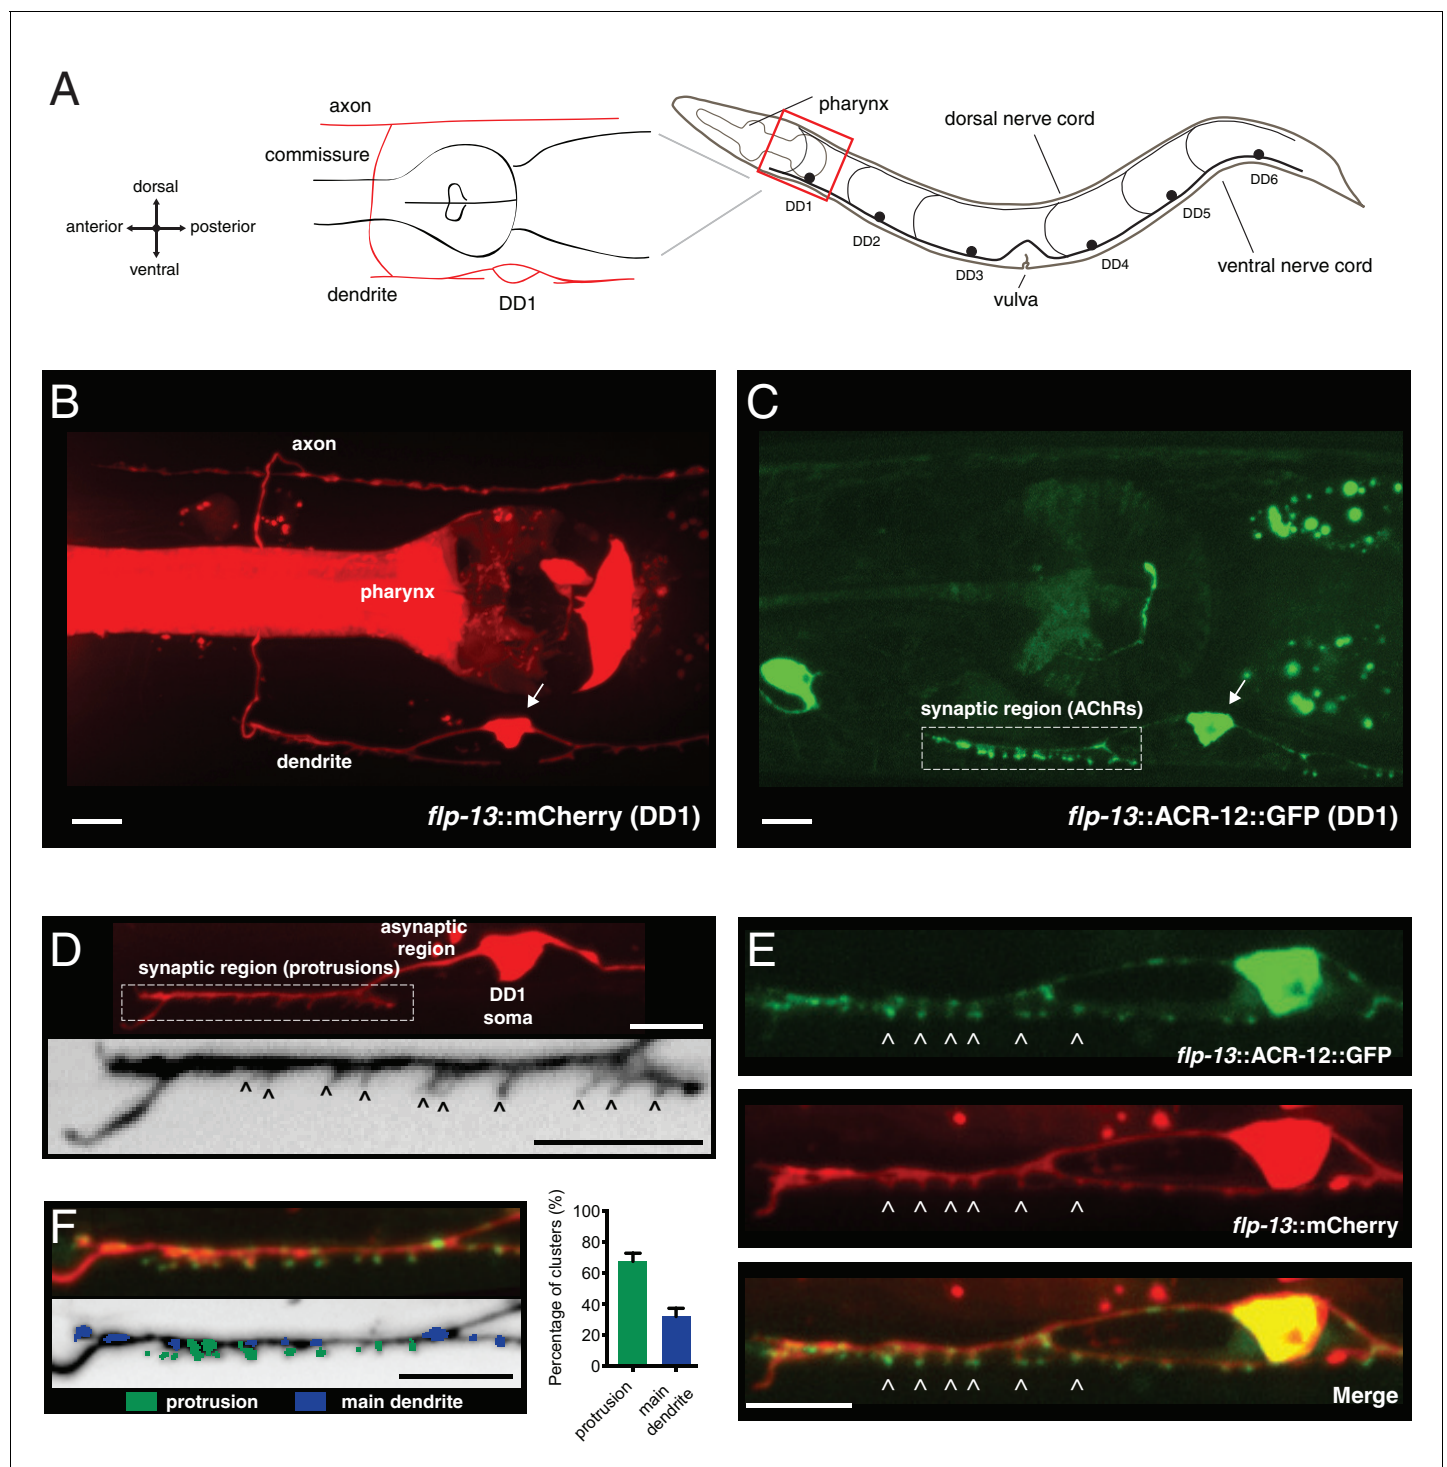 A
axon
commissure
dorsal
anterior
posterior
ventral
dendrite
DD1
pharynx
dorsal nerve cord
DD1
DD2
DD3
DD4
DD5
DD6
vulva
ventral nerve cord
B
axon
pharynx
dendrite
flp-13::mCherry (DD1)
C
synaptic region (AChRs)
flp-13::ACR-12::GFP (DD1)
D
asynaptic
region
synaptic region (protrusions)
DD1
soma
^ ^ ^ ^ ^ ^ ^ ^ ^ ^
E
^ ^ ^ ^ ^ ^
flp-13::ACR-12::GFP
^ ^ ^ ^ ^ ^
flp-13::mCherry
^ ^ ^ ^ ^ ^
Merge
F
protrusion
main dendrite
Percentage of clusters (%)
100
80
60
40
20
0
protrusion
main
dendrite